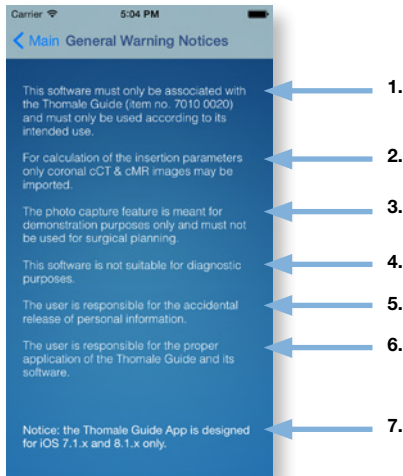 Carrier 5:04 PM
Main General Warning Notices
This software must only be associated with
the Thomale Guide (item no. 7010 0020)
and must only be used according to its
intended use.
1.
For calculation of the insertion parameters
only coronal cCT & cMR images may be
imported.
2.
The photo capture feature is meant for
demonstration purposes only and must not
be used for surgical planning.
3.
This software is not suitable for diagnostic
purposes.
4.
The user is responsible for the accidental
release of personal information.
5.
The user is responsible for the proper
application of the Thomale Guide and its
software.
6.
Notice: the Thomale Guide App is designed
for iOS 7.1.x and 8.1.x only.
7.